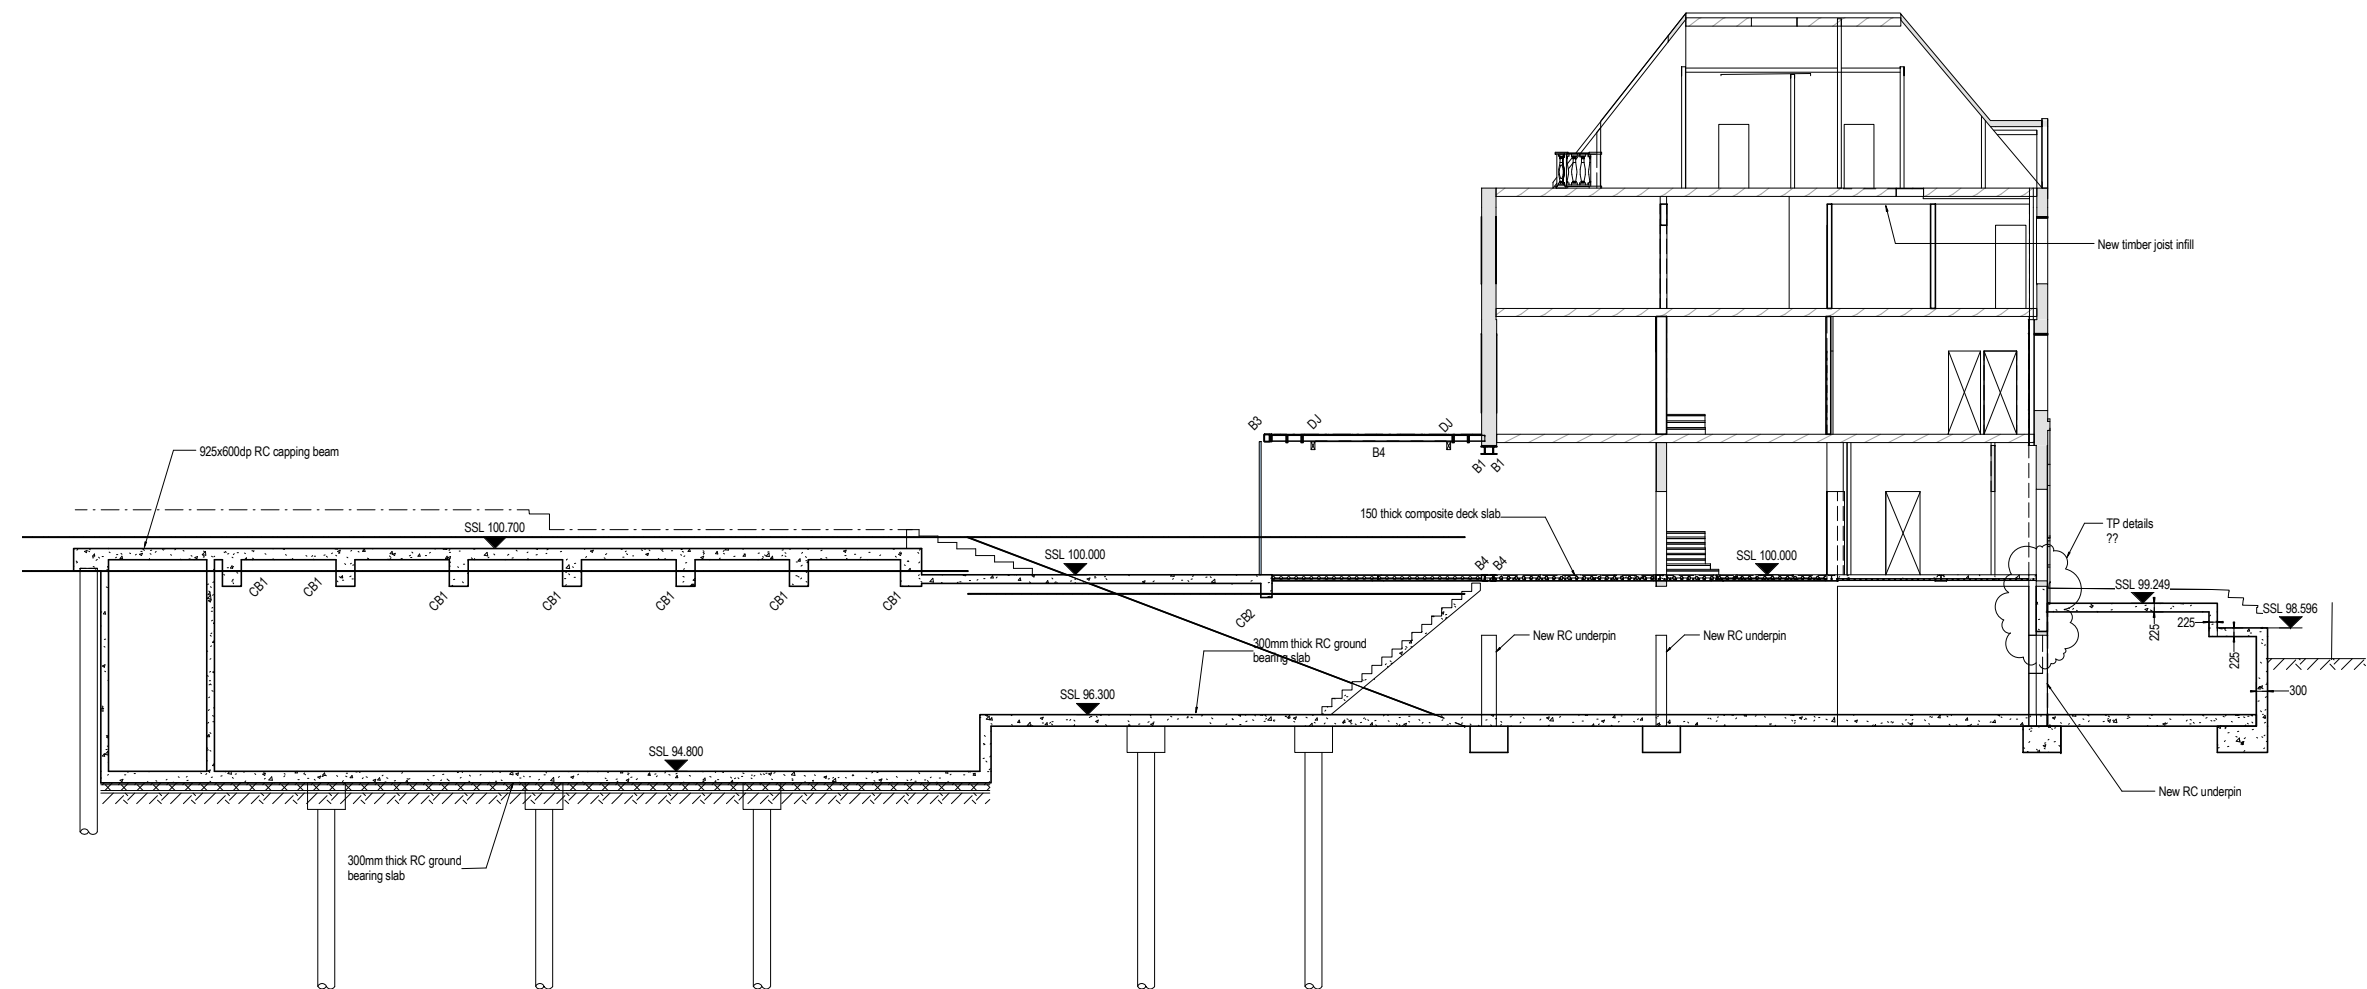 New timber joist infill
B3
DJ
DJ
B4
B1
B1
925x600dp RC capping beam
150 thick composite deck slab
TP details
??
SSL 100.700
SSL 100.000
SSL 100.000
B4
B4
SSL 99.249
SSL 98.596
CB1
CB1
CB1
CB1
CB1
CB1
CB1
CB2
225
225
225
300mm thick RC ground
bearing slab
New RC underpin
New RC underpin
SSL 96.300
300
SSL 94.800
New RC underpin
300mm thick RC ground
bearing slab